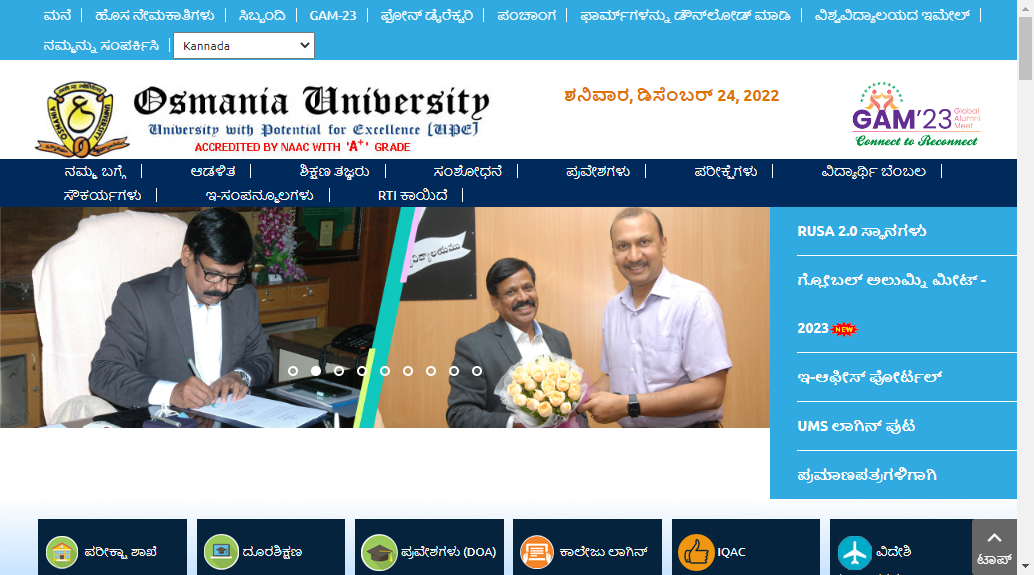 ಮನೆ ಹೊಸ ನೇಮಕಾತಿಗಳು ಸಿಬ್ಬಂದಿ GAM-23 ಫೋನ್ ಡೈರೆಕ್ಟರಿ ಪಂಚಾಂಗ ಫಾರ್ಮ್‌ಗಳನ್ನು ಡೌನ್‌ಲೋಡ್ ಮಾಡಿ ವಿಶ್ವವಿದ್ಯಾಲಯದ ಇಮೇಲ್
ನಮ್ಮನ್ನು ಸಂಪರ್ಕಿಸಿ Kannada
Osmania University
University with Potential for Excellence [UPE]
ACCREDITED BY NAAC WITH 'A+' GRADE
ಶನಿವಾರ, ಡಿಸೆಂಬರ್ 24, 2022
GAM'23 Global Alumni Meet
Connect to Reconnect
ನಮ್ಮ ಬಗ್ಗೆ ಆಡಳಿತ ಶಿಕ್ಷಣ ತಜ್ಞರು ಸಂಶೋಧನೆ ಪ್ರವೇಶಗಳು ಪರೀಕ್ಷೆಗಳು ವಿದ್ಯಾರ್ಥಿ ಬೆಂಬಲ
ಸೌಕರ್ಯಗಳು ಇ-ಸಂಪನ್ಮೂಲಗಳು RTI ಕಾಯಿದೆ
RUSA 2.0 ಸ್ಥಾನಗಳು
ಗ್ಲೋಬಲ್ ಅಲುಮ್ನಿ ಮೀಟ್ -
2023 NEW
ಇ-ಆಫೀಸ್ ಪೋರ್ಟಲ್
UMS ಲಾಗಿನ್ ಪುಟ
ಪ್ರಮಾಣಪತ್ರಗಳಿಗಾಗಿ
ಪರೀಕ್ಷಾ ಶಾಖೆ
ದೂರಶಿಕ್ಷಣ
ಪ್ರವೇಶಗಳು (DOA)
ಕಾಲೇಜು ಲಾಗಿನ್
IQAC
ವಿದೇಶಿ
ಟಾಪ್